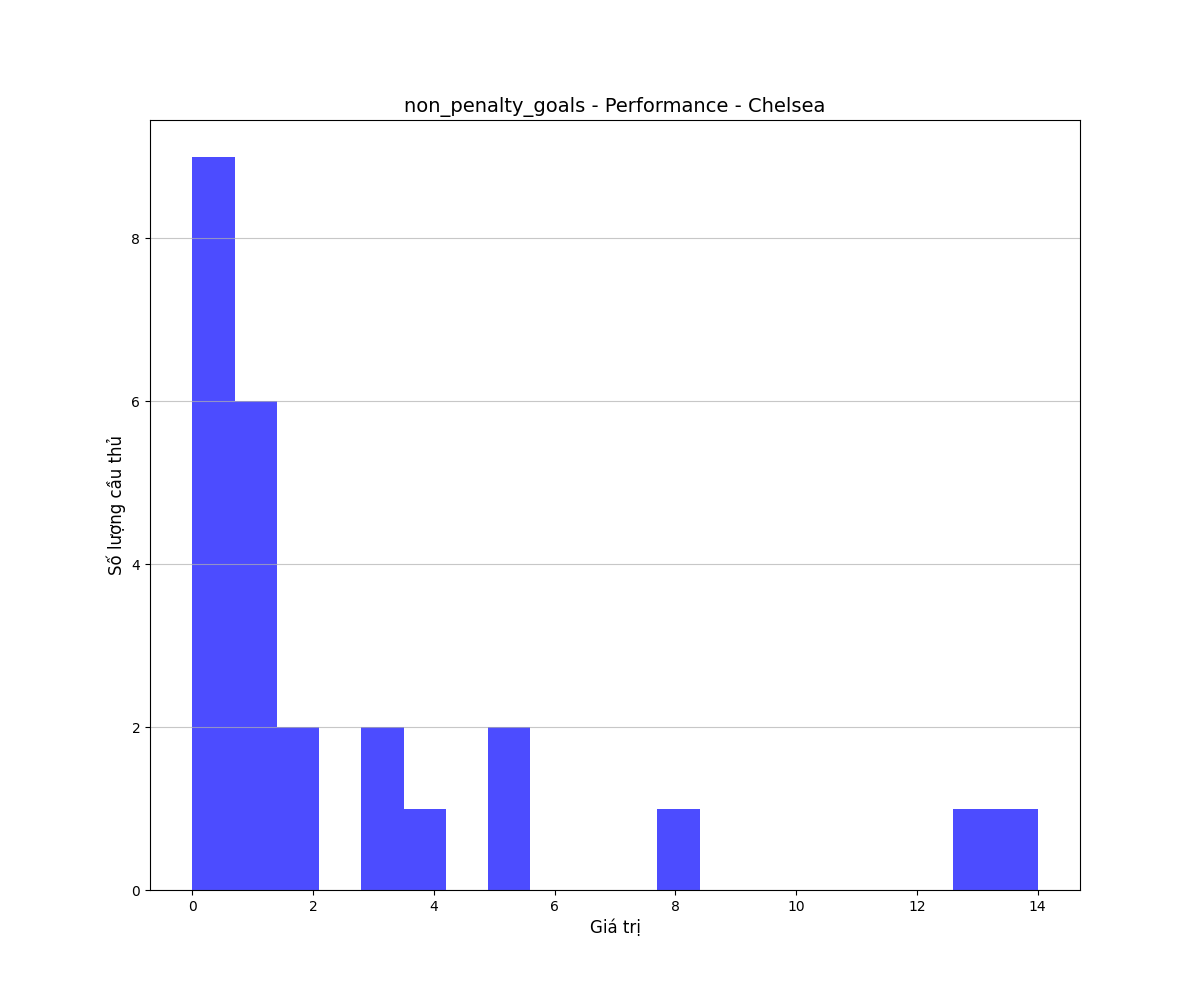 non_penalty_goals - Performance - Chelsea
Số lượng cầu thủ
8
6
4
2
0
0 2 4 6 8 10 12 14
Giá trị